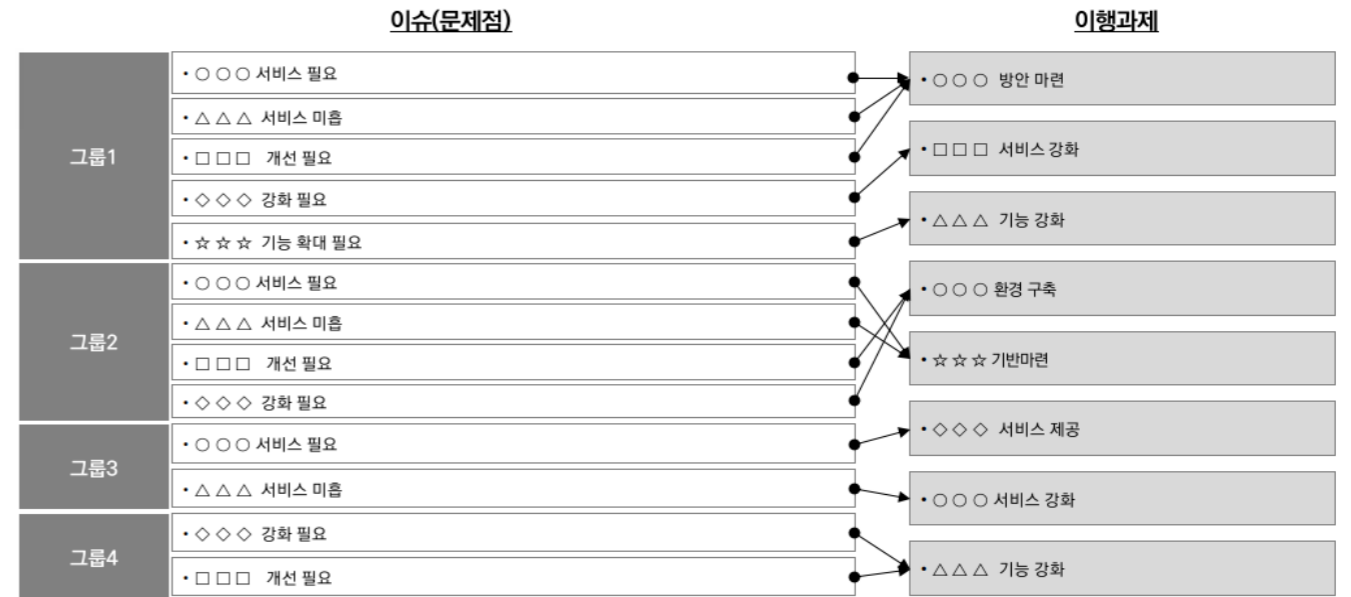 이슈(문제점)
이행과제
그룹1
• ○ ○ ○ 서비스 필요
• △ △ △ 서비스 미흡
• □ □ □ 개선 필요
• ◇ ◇ ◇ 강화 필요
• ☆ ☆ ☆ 기능 확대 필요
그룹2
• ○ ○ ○ 서비스 필요
• △ △ △ 서비스 미흡
• □ □ □ 개선 필요
• ◇ ◇ ◇ 강화 필요
그룹3
• ○ ○ ○ 서비스 필요
• △ △ △ 서비스 미흡
그룹4
• ◇ ◇ ◇ 강화 필요
• □ □ □ 개선 필요
• ○ ○ ○ 방안 마련
• □ □ □ 서비스 강화
• △ △ △ 기능 강화
• ○ ○ ○ 환경 구축
• ☆ ☆ ☆ 기반마련
• ◇ ◇ ◇ 서비스 제공
• ○ ○ ○ 서비스 강화
• △ △ △ 기능 강화